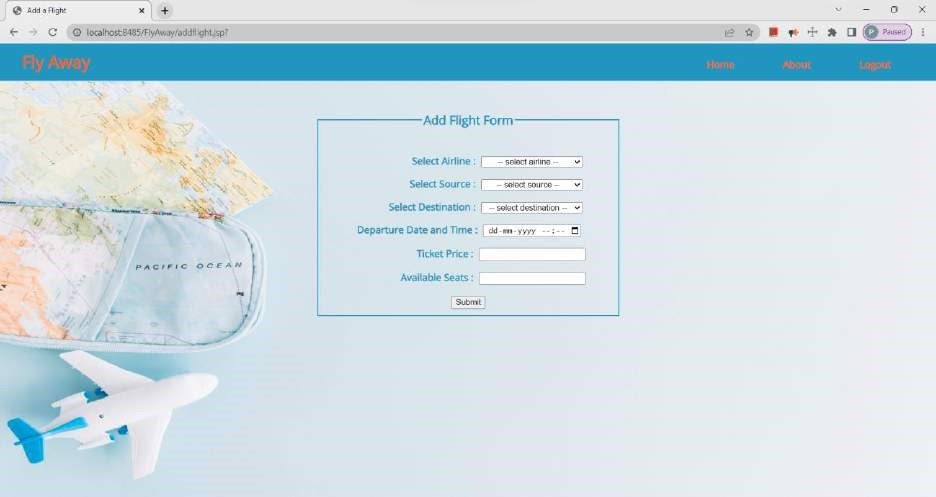 Add a Flight
localhost:8485/FlyAway/addflight.jsp?
P Paused
Fly Away
Home About Logout
Add Flight Form
Select Airline : -- select airline --
Select Source : -- select source --
Select Destination : -- select destination --
Departure Date and Time : dd-mm-yyyy --:--
Ticket Price :
Available Seats :
Submit
PACIFIC OCEAN